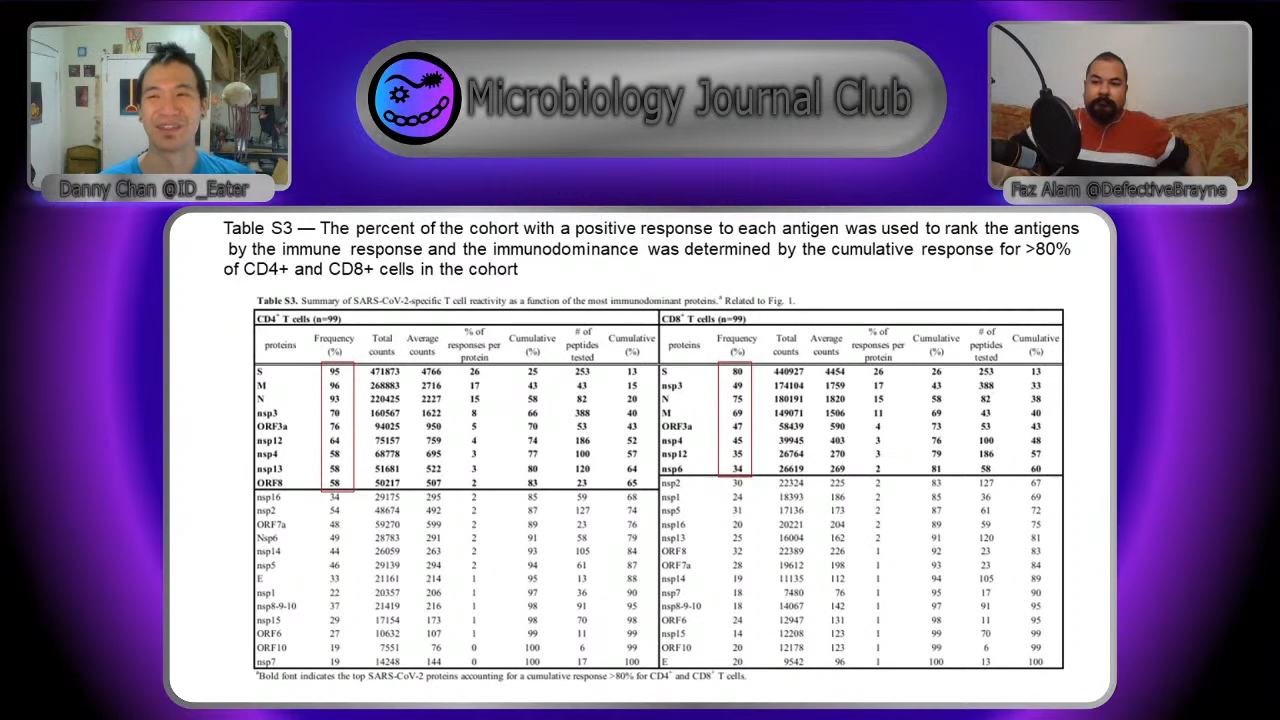 Microbiology Journal Club
Danny Chan @ID_Eater
Faz Alam @DefectiveBrayne
Table S3 — The percent of the cohort with a positive response to each antigen was used to rank the antigens
by the immune response and the immunodominance was determined by the cumulative response for >80%
of CD4+ and CD8+ cells in the cohort
Table S3. Summary of SARS-CoV-2-specific T cell reactivity as a function of the most immunodominant proteins.ᵃ Related to Fig. 1.
CD4⁺ T cells (n=99) CD8⁺ T cells (n=99)
proteins Frequency (%) Total counts Average counts % of responses per protein Cumulative (%) # of peptides tested Cumulative (%) proteins Frequency (%) Total counts Average counts % of responses per protein Cumulative (%) # of peptides tested Cumulative (%)
S 95 471873 4766 26 25 253 13 S 80 440927 4454 26 26 253 13
M 96 268883 2716 17 43 43 15 nsp3 49 174104 1759 17 43 388 33
N 93 220425 2227 15 58 82 20 N 75 180191 1820 15 58 82 38
nsp3 70 160567 1622 8 66 388 40 M 69 149071 1506 11 69 43 40
ORF3a 76 94025 950 5 70 53 43 ORF3a 47 58439 590 4 73 53 43
nsp12 64 75157 759 4 74 186 52 nsp4 45 39945 403 3 76 100 48
nsp4 58 68778 695 3 77 100 57 nsp12 35 26764 270 3 79 186 57
nsp13 58 51681 522 3 80 120 64 nsp6 34 26619 269 2 81 58 60
ORF8 58 50217 507 2 83 23 65 nsp2 30 22324 225 2 83 127 67
nsp16 34 29175 295 2 85 59 68 nsp1 24 18393 186 2 85 36 69
nsp2 54 48674 492 2 87 127 74 nsp5 31 17136 173 2 87 61 72
ORF7a 48 59270 599 2 89 23 76 nsp16 20 20221 204 2 89 59 75
Nsp6 49 28783 291 2 91 58 79 nsp13 25 16004 162 2 91 120 81
nsp14 44 26059 263 2 93 105 84 ORF8 32 22389 226 1 92 23 83
nsp5 46 29139 294 2 94 61 87 ORF7a 28 19612 198 1 93 23 84
E 33 21161 214 1 95 13 88 nsp14 19 11135 112 1 94 105 89
nsp1 22 20357 206 1 97 36 90 nsp7 18 7480 76 1 95 17 90
nsp8-9-10 37 21419 216 1 98 91 95 nsp8-9-10 18 14067 142 1 97 91 95
nsp15 29 17154 173 1 98 70 98 ORF6 24 12947 131 1 98 11 95
ORF6 27 10632 107 1 99 11 99 nsp15 14 12208 123 1 99 70 99
ORF10 19 7551 76 0 100 6 99 ORF10 20 12178 123 1 99 6 99
nsp7 19 14248 144 0 100 17 100 E 20 9542 96 1 100 13 100
ᵃBold font indicates the top SARS-CoV-2 proteins accounting for a cumulative response >80% for CD4⁺ and CD8⁺ T cells.